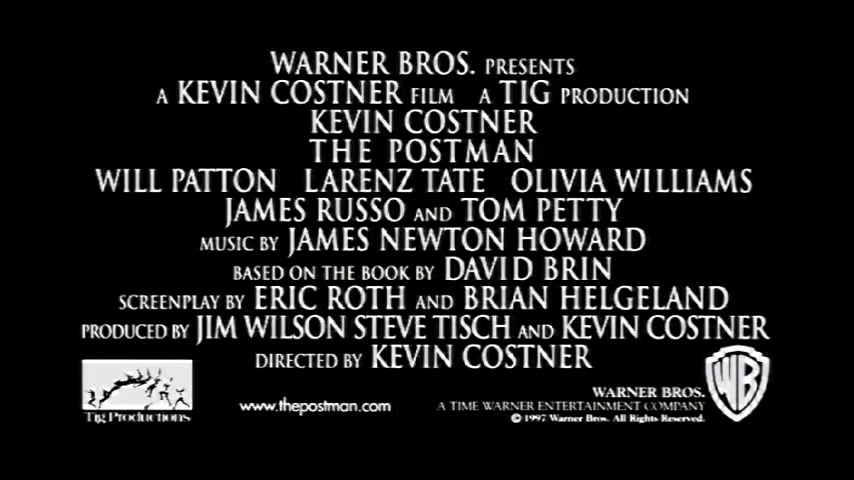 WARNER BROS. PRESENTS
A KEVIN COSTNER FILM A TIG PRODUCTION
KEVIN COSTNER
THE POSTMAN
WILL PATTON LARENZ TATE OLIVIA WILLIAMS
JAMES RUSSO AND TOM PETTY
MUSIC BY JAMES NEWTON HOWARD
BASED ON THE BOOK BY DAVID BRIN
SCREENPLAY BY ERIC ROTH AND BRIAN HELGELAND
PRODUCED BY JIM WILSON STEVE TISCH AND KEVIN COSTNER
DIRECTED BY KEVIN COSTNER
Tig Productions
www.thepostman.com
WARNER BROS.
A TIME WARNER ENTERTAINMENT COMPANY
© 1997 Warner Bros. All Rights Reserved.
WB